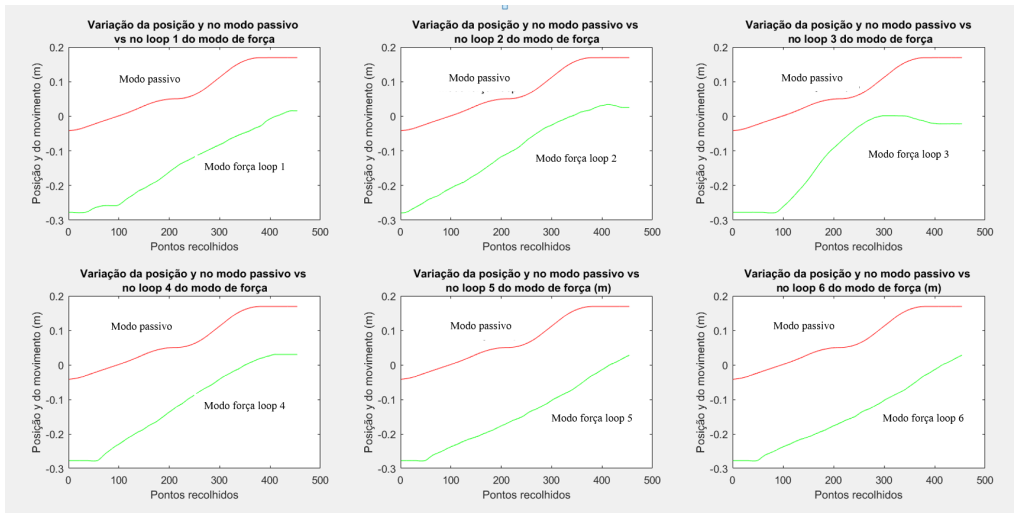 Variação da posição y no modo passivo
vs no loop 1 do modo de força
Posição y do movimento (m)
0.2
0.1
0
-0.1
-0.2
-0.3
Modo passivo
Modo força loop 1
0 100 200 300 400 500
Pontos recolhidos
Variação da posição y no modo passivo vs
no loop 2 do modo de força
Posição y do movimento (m)
0.2
0.1
0
-0.1
-0.2
-0.3
Modo passivo
Modo força loop 2
0 100 200 300 400 500
Pontos recolhidos
Variação da posição y no modo passivo vs
no loop 3 do modo de força
Posição y do movimento (m)
0.2
0.1
0
-0.1
-0.2
-0.3
Modo passivo
Modo força loop 3
0 100 200 300 400 500
Pontos recolhidos
Variação da posição y no modo passivo vs
no loop 4 do modo de força
Posição y do movimento (m)
0.2
0.1
0
-0.1
-0.2
-0.3
Modo passivo
Modo força loop 4
0 100 200 300 400 500
Pontos recolhidos
Variação da posição y no modo passivo vs
no loop 5 do modo de força (m)
Posição y do movimento (m)
0.2
0.1
0
-0.1
-0.2
-0.3
Modo passivo
Modo força loop 5
0 100 200 300 400 500
Pontos recolhidos
Variação da posição y no modo passivo vs
no loop 6 do modo de força (m)
Posição y do movimento (m)
0.2
0.1
0
-0.1
-0.2
-0.3
Modo passivo
Modo força loop 6
0 100 200 300 400 500
Pontos recolhidos